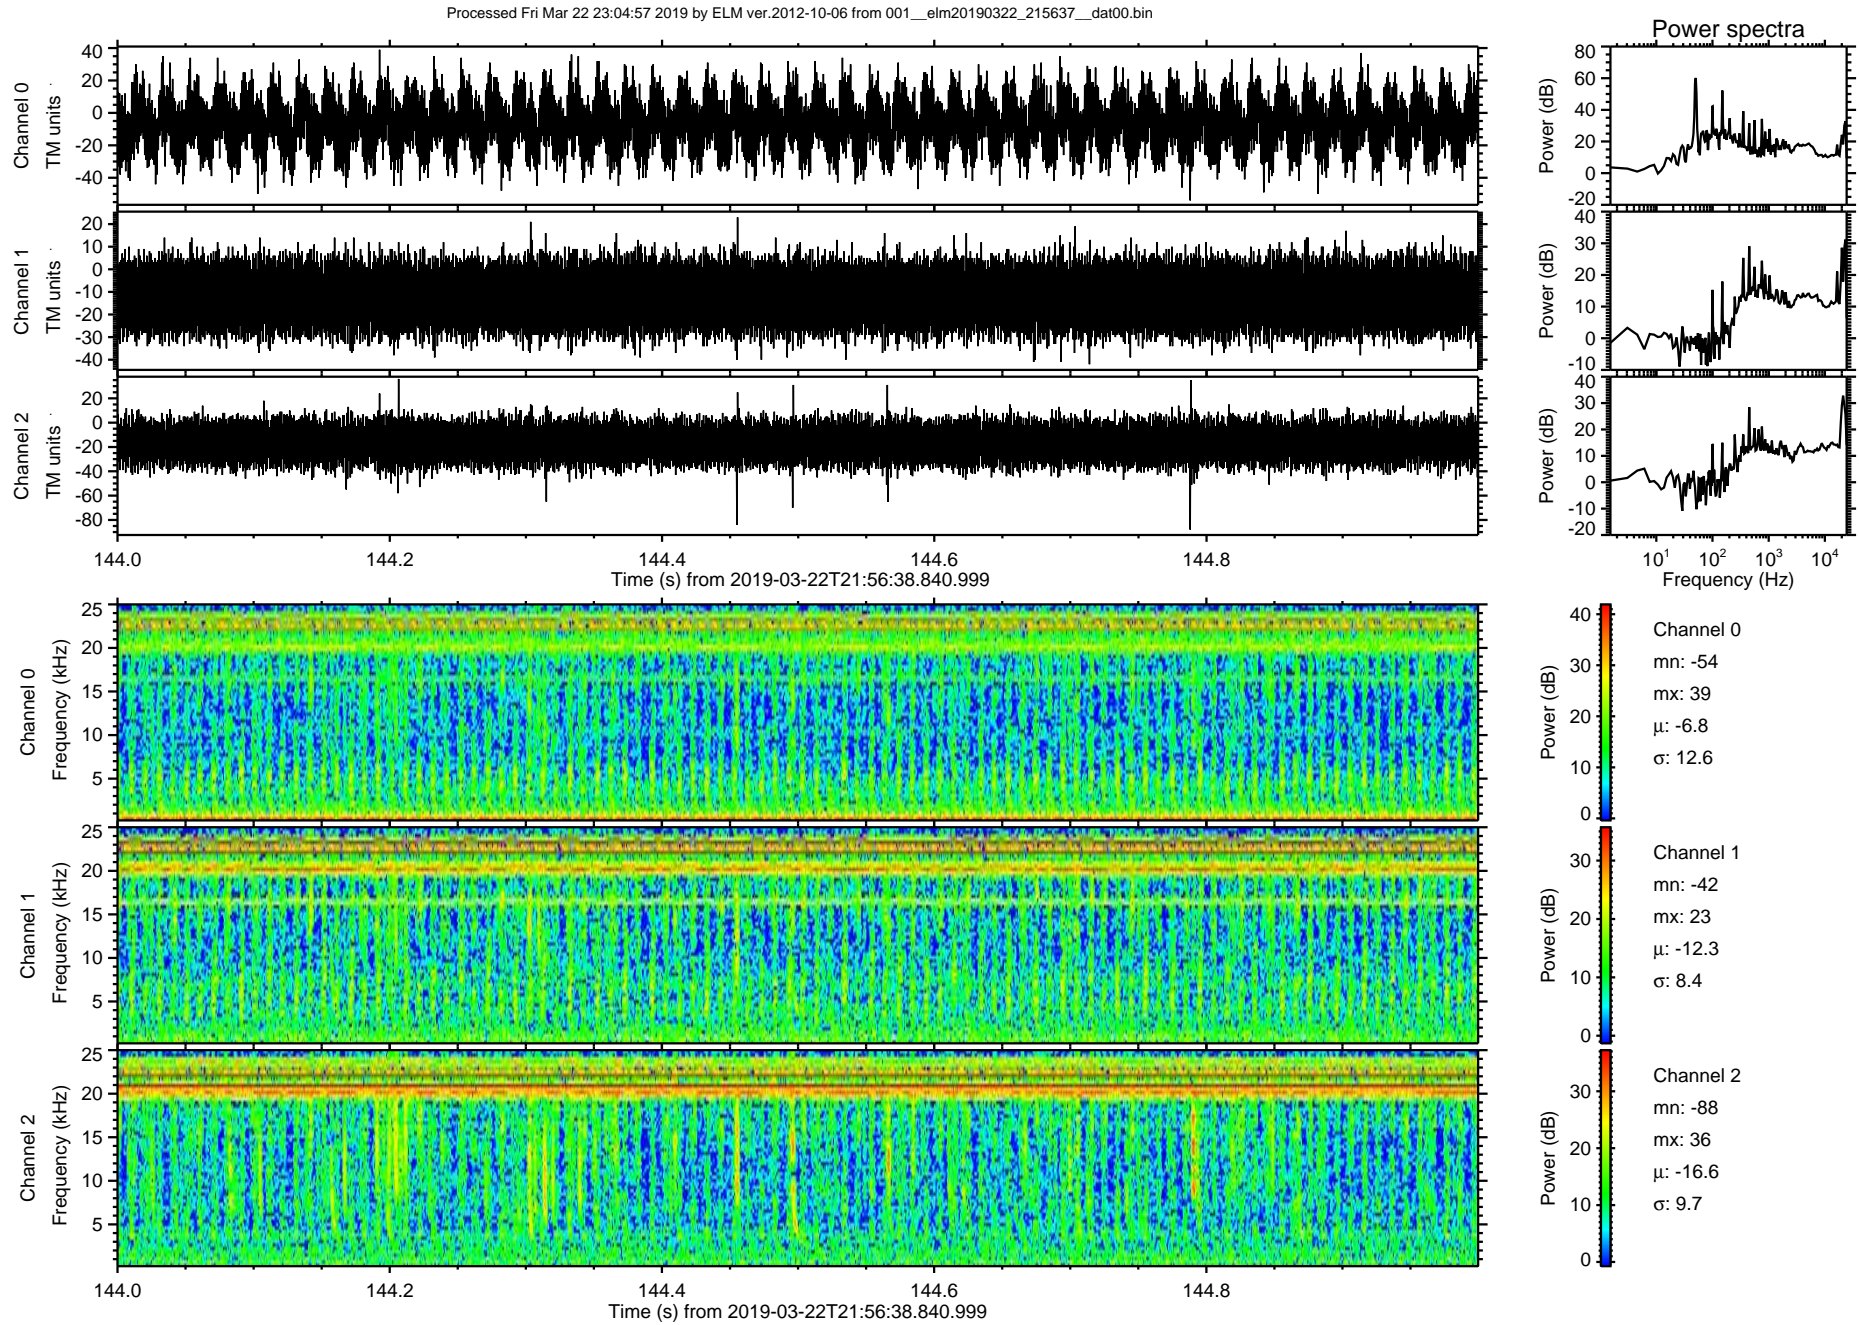 Processed Fri Mar 22 23:04:57 2019 by ELM ver.2012-10-06 from 001__elm20190322_215637__dat00.bin
Power spectra
Channel 0
TM units
40
20
0
-20
-40
Power (dB)
80
60
40
20
0
-20
Channel 1
TM units
20
10
0
-10
-20
-30
-40
Power (dB)
40
30
20
10
0
-10
Channel 2
TM units
20
0
-20
-40
-60
-80
Power (dB)
40
30
20
10
0
-10
-20
144.0 144.2 144.4 144.6 144.8
Time (s) from 2019-03-22T21:56:38.840.999
10¹ 10² 10³ 10⁴
Frequency (Hz)
Channel 0
Frequency (kHz)
25
20
15
10
5
Power (dB)
40
30
20
10
0
Channel 0
mn: -54
mx: 39
μ: -6.8
σ: 12.6
Channel 1
Frequency (kHz)
25
20
15
10
5
Power (dB)
30
20
10
0
Channel 1
mn: -42
mx: 23
μ: -12.3
σ: 8.4
Channel 2
Frequency (kHz)
25
20
15
10
5
Power (dB)
30
20
10
0
Channel 2
mn: -88
mx: 36
μ: -16.6
σ: 9.7
144.0 144.2 144.4 144.6 144.8
Time (s) from 2019-03-22T21:56:38.840.999